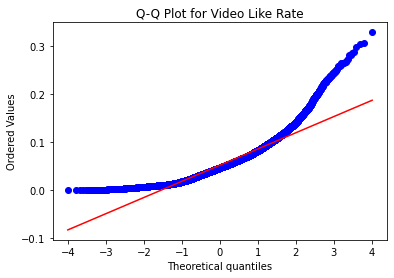 Q-Q Plot for Video Like Rate
Ordered Values
0.3
0.2
0.1
0.0
−0.1
−4 −3 −2 −1 0 1 2 3 4
Theoretical quantiles